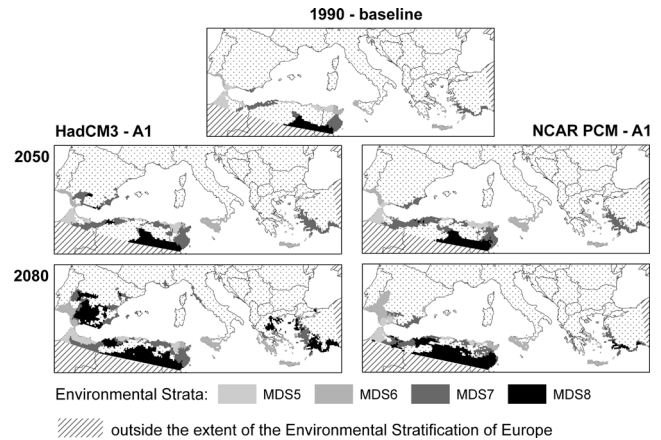 1990 - baseline
HadCM3 - A1
NCAR PCM - A1
2050
2080
Environmental Strata: MDS5 MDS6 MDS7 MDS8
outside the extent of the Environmental Stratification of Europe